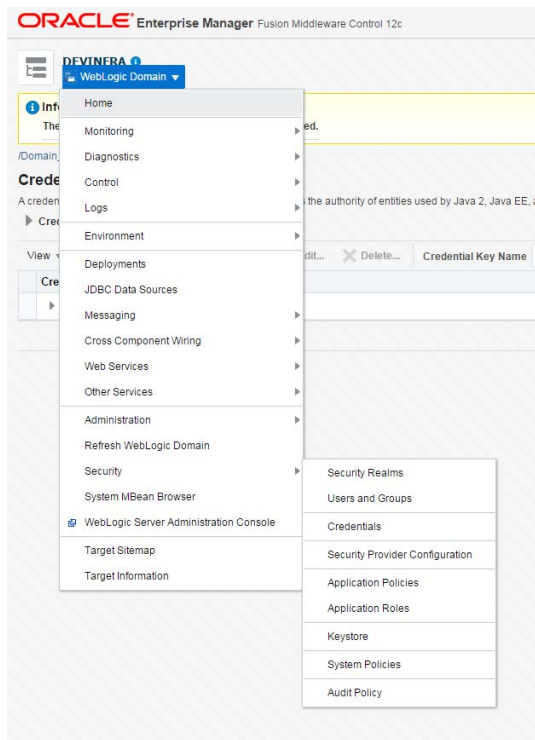 ORACLE Enterprise Manager Fusion Middleware Control 12c
DEVINERA
WebLogic Domain
Home
Monitoring
Diagnostics
Control
Logs
Environment
Deployments
JDBC Data Sources
Messaging
Cross Component Wiring
Web Services
Other Services
Administration
Refresh WebLogic Domain
Security
System MBean Browser
WebLogic Server Administration Console
Target Sitemap
Target Information
Security Realms
Users and Groups
Credentials
Security Provider Configuration
Application Policies
Application Roles
Keystore
System Policies
Audit Policy
Inf
The ed.
/Domain_
Crede
A creden the authority of entities used by Java 2, Java EE,
Cred
View dit... Delete... Credential Key Name
Cre